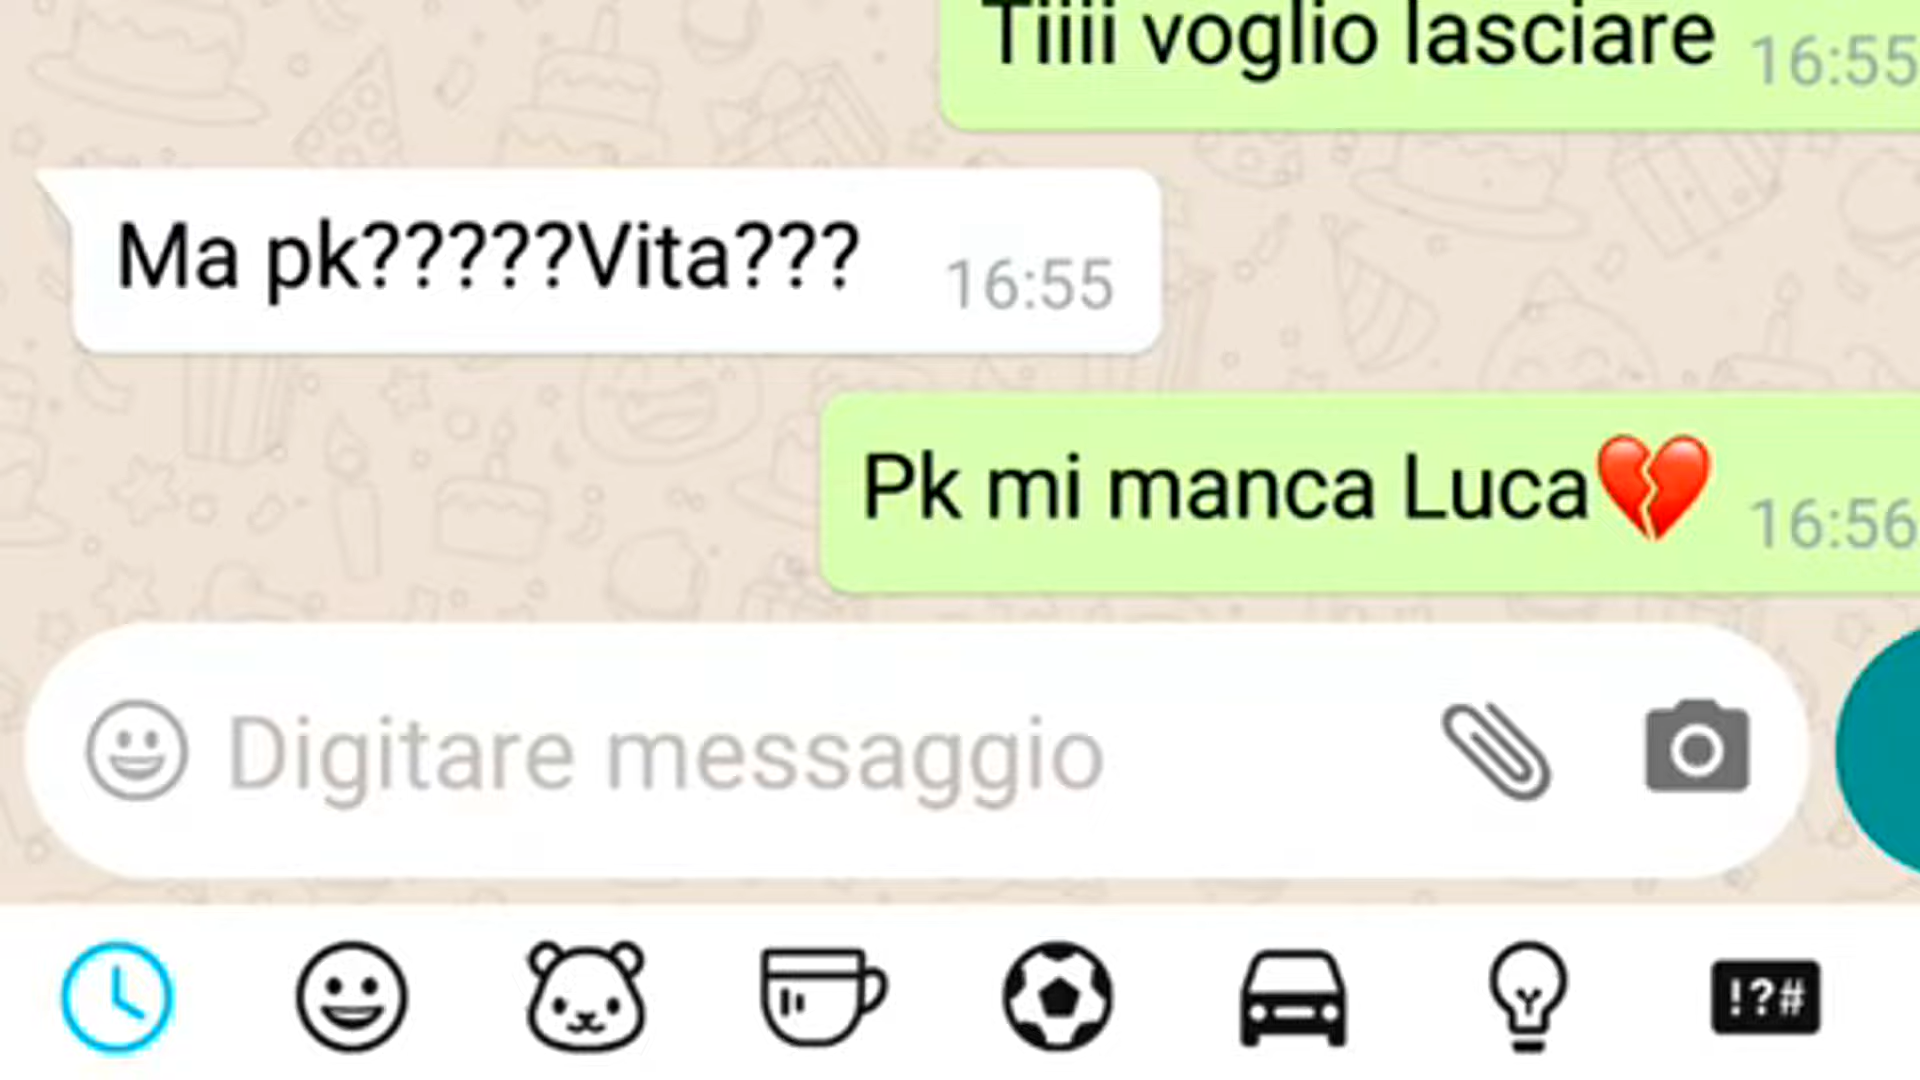 Tiiii voglio lasciare 16:55
Ma pk?????Vita??? 16:55
Pk mi manca Luca💔 16:56
Digitare messaggio
!?#